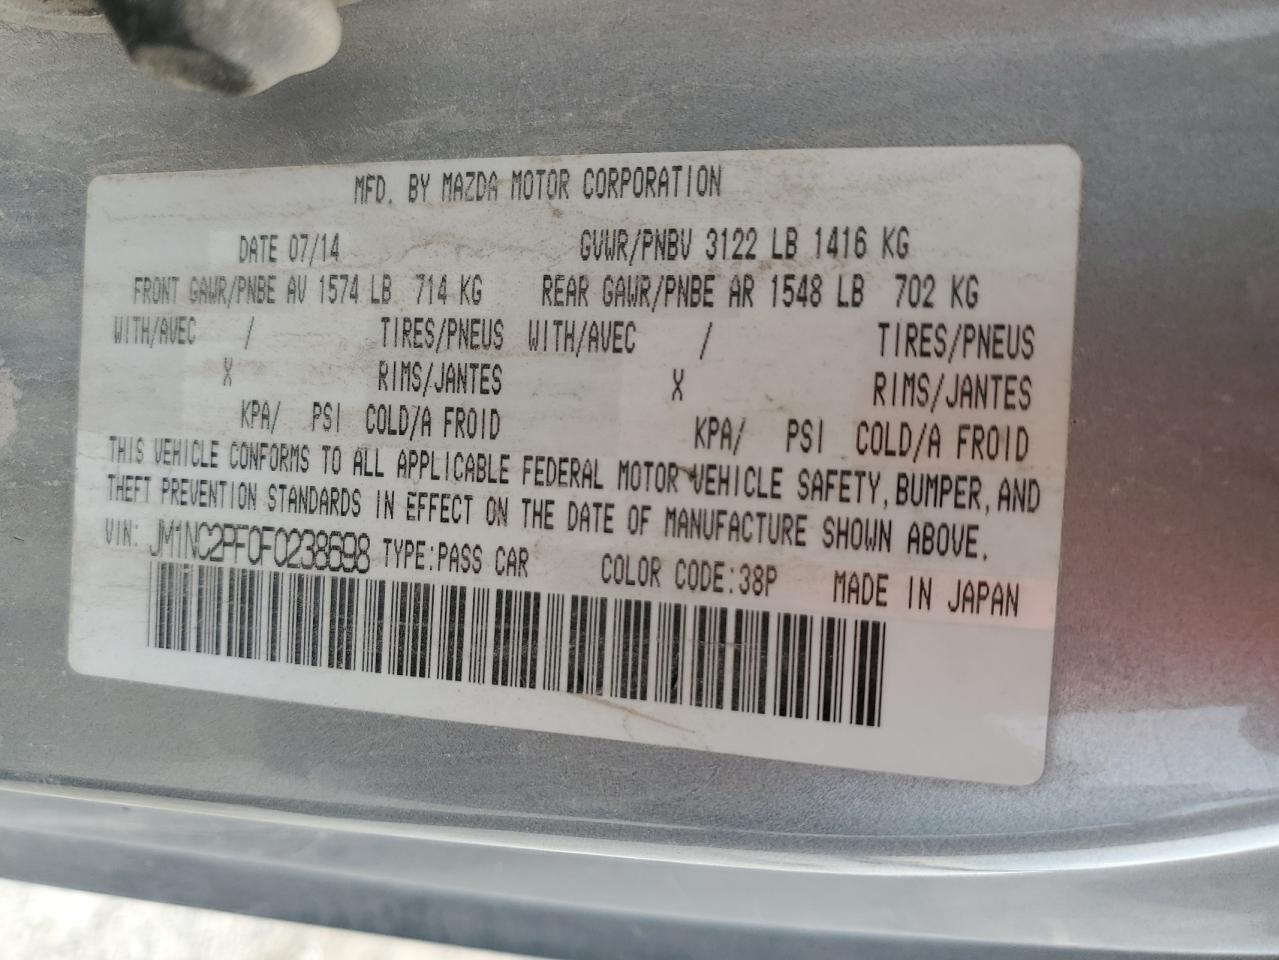 MFD. BY MAZDA MOTOR CORPORATION
DATE 07/14 GVWR/PNBV 3122 LB 1416 KG
FRONT GAWR/PNBE AV 1574 LB 714 KG REAR GAWR/PNBE AR 1548 LB 702 KG
WITH/AVEC / TIRES/PNEUS WITH/AVEC / TIRES/PNEUS
X RIMS/JANTES X RIMS/JANTES
KPA/ PSI COLD/A FROID KPA/ PSI COLD/A FROID
THIS VEHICLE CONFORMS TO ALL APPLICABLE FEDERAL MOTOR VEHICLE SAFETY, BUMPER, AND
THEFT PREVENTION STANDARDS IN EFFECT ON THE DATE OF MANUFACTURE SHOWN ABOVE.
VIN: JM1NC2PF0F0238698 TYPE:PASS CAR COLOR CODE:38P MADE IN JAPAN